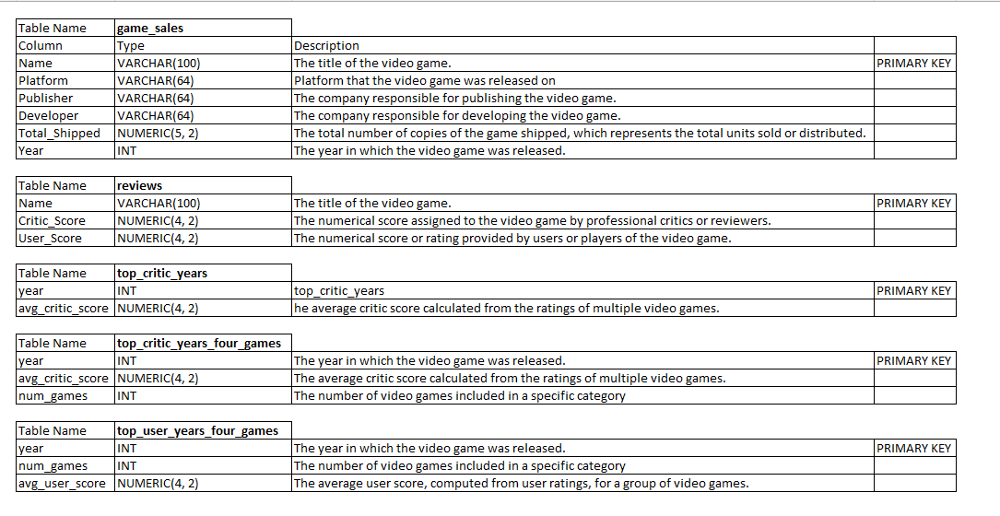 Table Name game_sales
Column Type Description
Name VARCHAR(100) The title of the video game. PRIMARY KEY
Platform VARCHAR(64) Platform that the video game was released on
Publisher VARCHAR(64) The company responsible for publishing the video game.
Developer VARCHAR(64) The company responsible for developing the video game.
Total_Shipped NUMERIC(5, 2) The total number of copies of the game shipped, which represents the total units sold or distributed.
Year INT The year in which the video game was released.
Table Name reviews
Name VARCHAR(100) The title of the video game. PRIMARY KEY
Critic_Score NUMERIC(4, 2) The numerical score assigned to the video game by professional critics or reviewers.
User_Score NUMERIC(4, 2) The numerical score or rating provided by users or players of the video game.
Table Name top_critic_years
year INT top_critic_years PRIMARY KEY
avg_critic_score NUMERIC(4, 2) he average critic score calculated from the ratings of multiple video games.
Table Name top_critic_years_four_games
year INT The year in which the video game was released. PRIMARY KEY
avg_critic_score NUMERIC(4, 2) The average critic score calculated from the ratings of multiple video games.
num_games INT The number of video games included in a specific category
Table Name top_user_years_four_games
year INT The year in which the video game was released. PRIMARY KEY
num_games INT The number of video games included in a specific category
avg_user_score NUMERIC(4, 2) The average user score, computed from user ratings, for a group of video games.